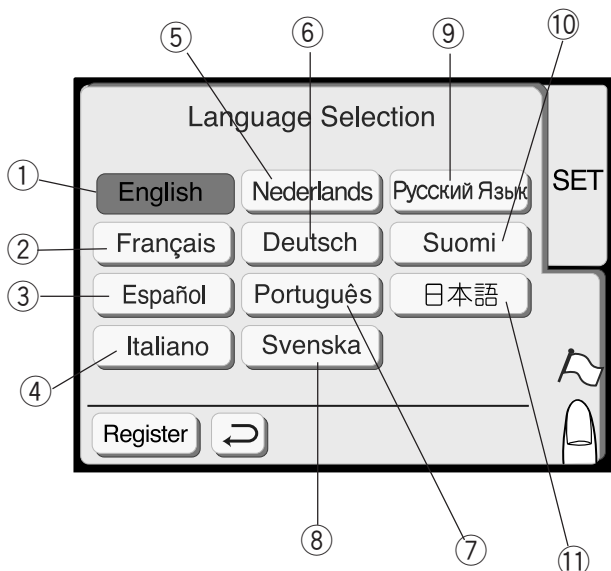 ⑤ ⑥ ⑨ ⑩
Language Selection
SET
① English Nederlands Русский Язык
② Français Deutsch Suomi
③ Español Português 日本語
④ Italiano Svenska
Register
⑧ ⑦ ⑪